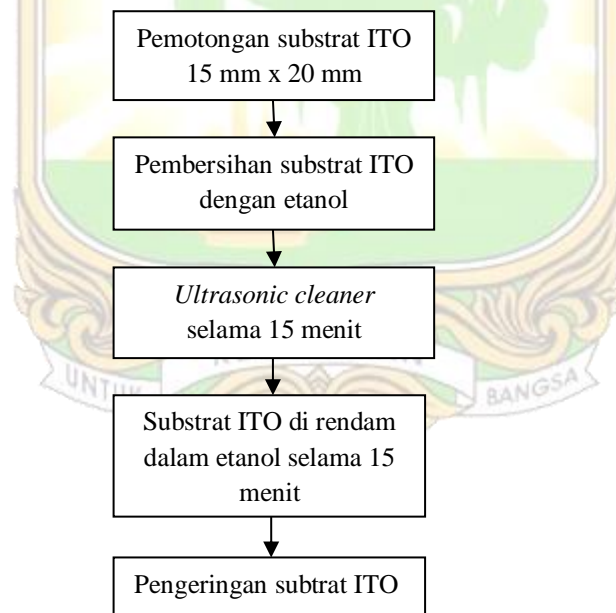 Pemotongan substrat ITO
15 mm x 20 mm
Pembersihan substrat ITO
dengan etanol
Ultrasonic cleaner
selama 15 menit
UNTUK
BANGSA
Substrat ITO di rendam
dalam etanol selama 15
menit
Pengeringan subtrat ITO